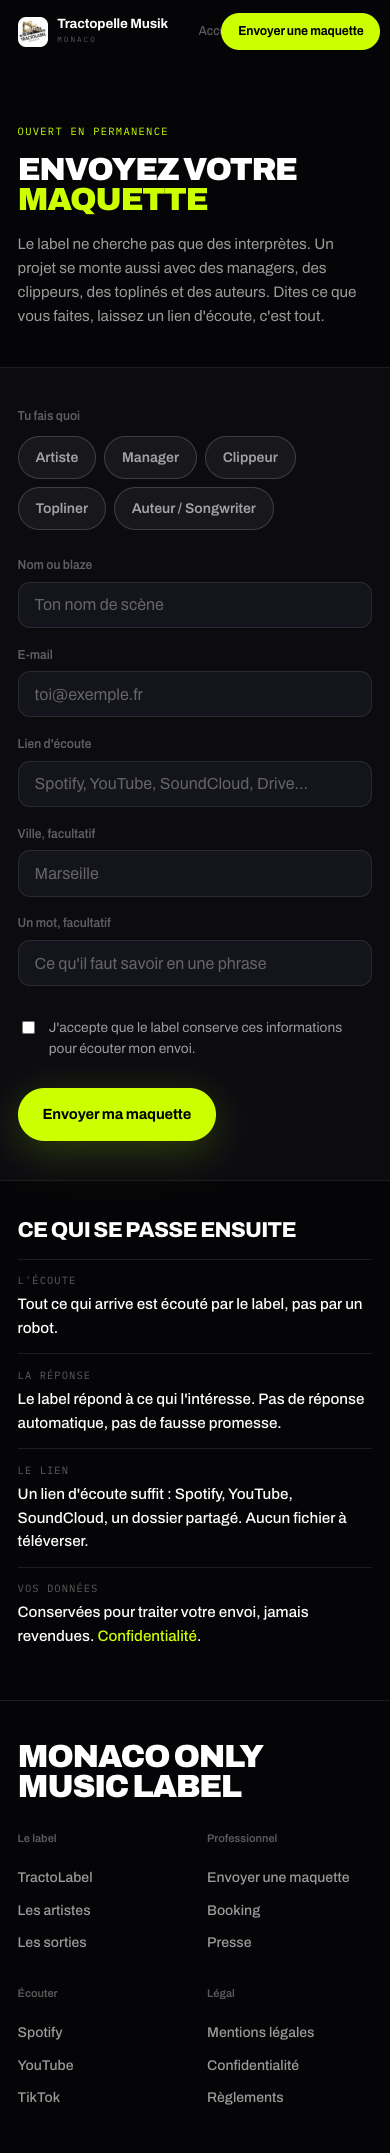 Tractopelle Musik
MONACO
Envoyer une maquette
OUVERT EN PERMANENCE
ENVOYEZ VOTRE
MAQUETTE
Le label ne cherche pas que des interprètes. Un
projet se monte aussi avec des managers, des
clippeurs, des toplinés et des auteurs. Dites ce que
vous faites, laissez un lien d'écoute, c'est tout.
Tu fais quoi
Artiste
Manager
Clippeur
Topliner
Auteur / Songwriter
Nom ou blaze
Ton nom de scène
E-mail
toi@exemple.fr
Lien d'écoute
Spotify, YouTube, SoundCloud, Drive...
Ville, facultatif
Marseille
Un mot, facultatif
Ce qu'il faut savoir en une phrase
J'accepte que le label conserve ces informations
pour écouter mon envoi.
Envoyer ma maquette
CE QUI SE PASSE ENSUITE
L'ÉCOUTE
Tout ce qui arrive est écouté par le label, pas par un
robot.
LA RÉPONSE
Le label répond à ce qui l'intéresse. Pas de réponse
automatique, pas de fausse promesse.
LE LIEN
Un lien d'écoute suffit : Spotify, YouTube,
SoundCloud, un dossier partagé. Aucun fichier à
téléverser.
VOS DONNÉES
Conservées pour traiter votre envoi, jamais
revendues. Confidentialité.
MONACO ONLY
MUSIC LABEL
Le label
TractoLabel
Les artistes
Les sorties
Professionnel
Envoyer une maquette
Booking
Presse
Écouter
Spotify
YouTube
TikTok
Légal
Mentions légales
Confidentialité
Règlements